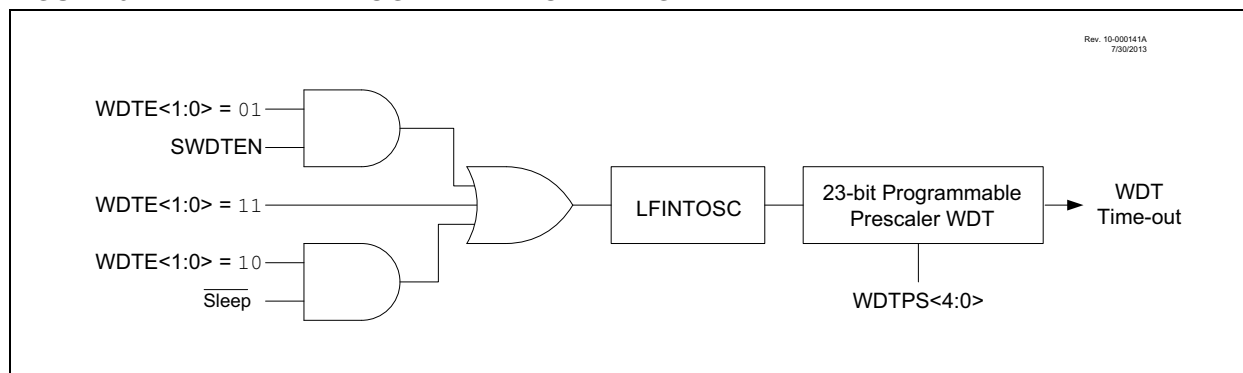 Rev. 10-000141A
7/30/2013
WDTE<1:0> = 01
SWDTEN
WDTE<1:0> = 11
WDTE<1:0> = 10
Sleep
LFINTOSC
23-bit Programmable
Prescaler WDT
WDT
Time-out
WDTPS<4:0>